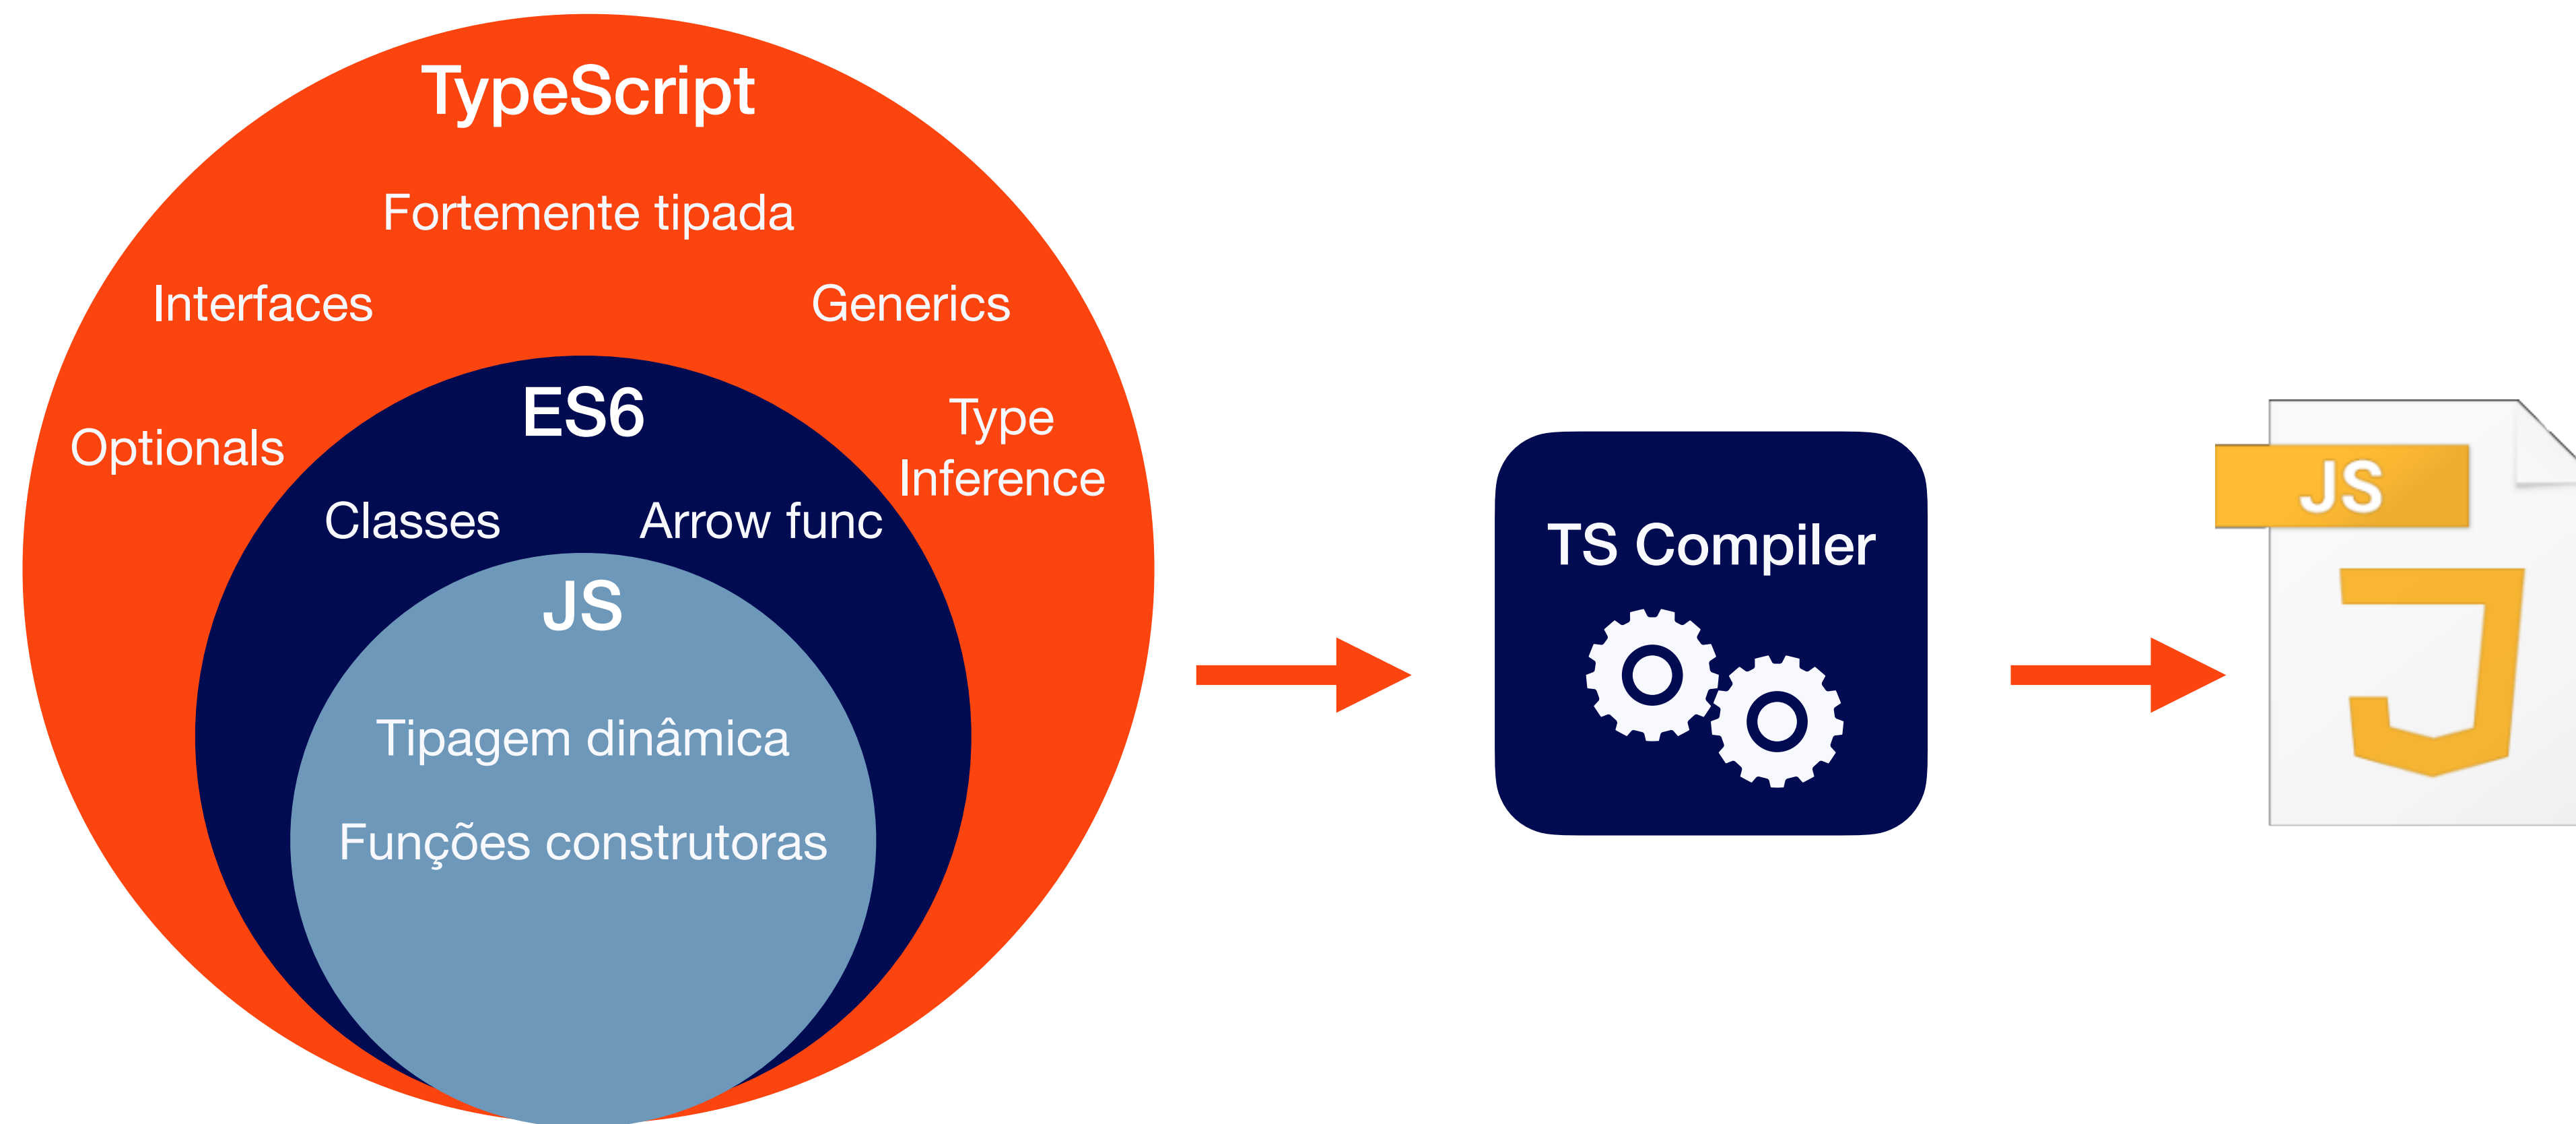 TypeScript
Fortemente tipada
Interfaces
Generics
Optionals
Type
Inference
ES6
Classes
Arrow func
JS
Tipagem dinâmica
Funções construtoras
TS Compiler
JS